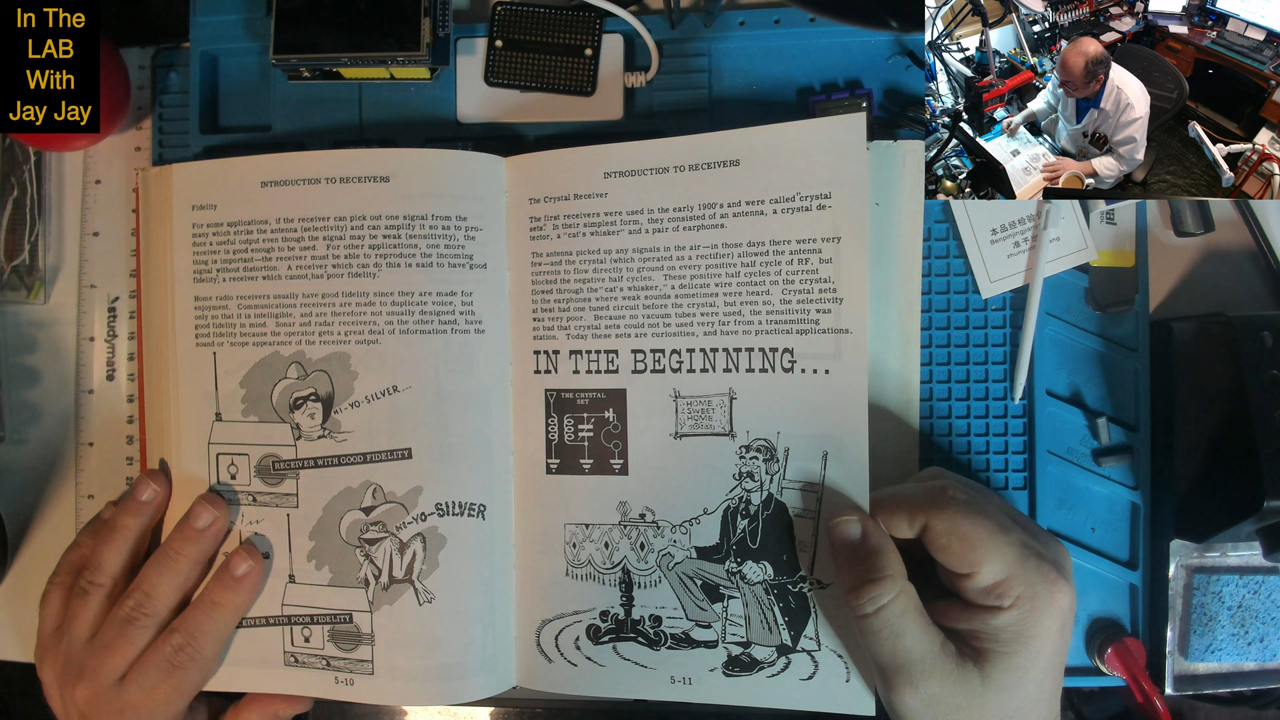 In The
LAB
With
Jay Jay
INTRODUCTION TO RECEIVERS
Fidelity
For some applications, if the receiver can pick out one signal from the
many which strike the antenna (selectivity) and can amplify it so as to pro-
duce a useful output even though the signal may be weak (sensitivity), the
receiver is good enough to be used. For other applications, one more
thing is important—the receiver must be able to reproduce the incoming
signal without distortion. A receiver which can do this is said to have "good
fidelity; a receiver which cannot, has "poor fidelity."
Home radio receivers usually have good fidelity since they are made for
enjoyment. Communications receivers are made to duplicate voice, but
only so that it is intelligible, and are therefore not usually designed with
good fidelity in mind. Sonar and radar receivers, on the other hand, have
good fidelity because the operator gets a great deal of information from the
sound or 'scope appearance of the receiver output.
HI-YO-SILVER...
RECEIVER WITH GOOD FIDELITY
HI-YO-SILVER
CEIVER WITH POOR FIDELITY
5-10
INTRODUCTION TO RECEIVERS
The Crystal Receiver
The first receivers were used in the early 1900's and were called "crystal
sets." In their simplest form, they consisted of an antenna, a crystal de-
tector, a "cat's whisker" and a pair of earphones.
The antenna picked up any signals in the air—in those days there were very
few—and the crystal (which operated as a rectifier) allowed the antenna
currents to flow directly to ground on every positive half cycle of RF, but
blocked the negative half cycles. These positive half cycles of current
flowed through the "cat's whisker," a delicate wire contact on the crystal,
to the earphones where weak sounds sometimes were heard. Crystal sets
at best had one tuned circuit before the crystal, but even so, the selectivity
was very poor. Because no vacuum tubes were used, the sensitivity was
so bad that crystal sets could not be used very far from a transmitting
station. Today these sets are curiosities, and have no practical applications.
IN THE BEGINNING...
THE CRYSTAL
SET
HOME
SWEET
HOME
5-11
studymate
本品经检验
准予